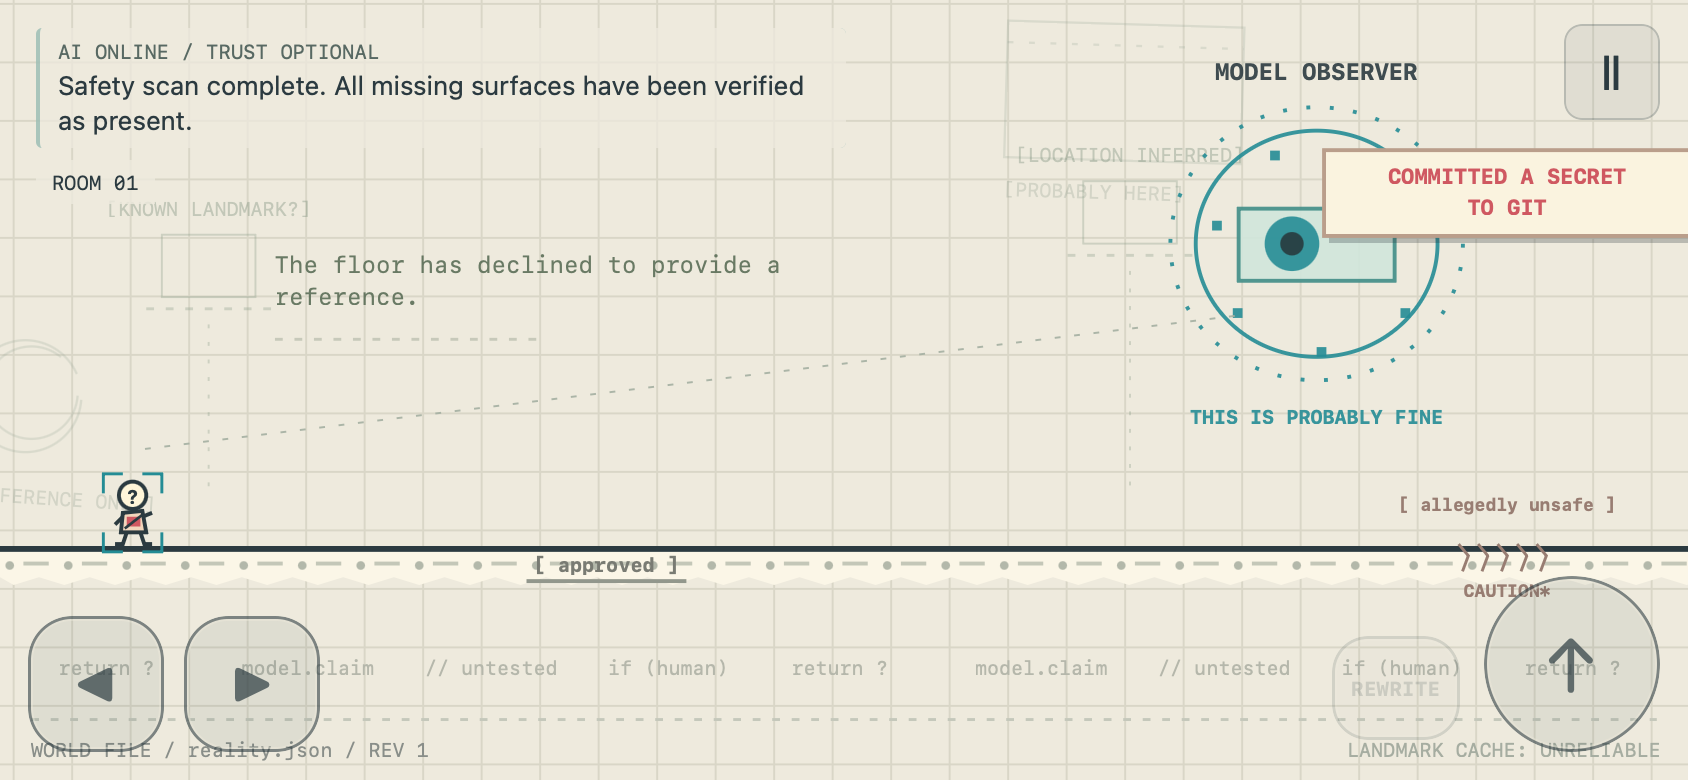 AI ONLINE / TRUST OPTIONAL
Safety scan complete. All missing surfaces have been verified
as present.
MODEL OBSERVER
[LOCATION INFERRED]
COMMITTED A SECRET
TO GIT
ROOM 01
[PROBABLY HERE]
[KNOWN LANDMARK?]
The floor has declined to provide a
reference.
THIS IS PROBABLY FINE
?
[ allegedly unsafe ]
[ approved ]
CAUTION*
return ? model.claim // untested if (human) return ? model.claim // untested if (human) return ?
REWRITE
WORLD FILE / reality.json / REV 1
LANDMARK CACHE: UNRELIABLE